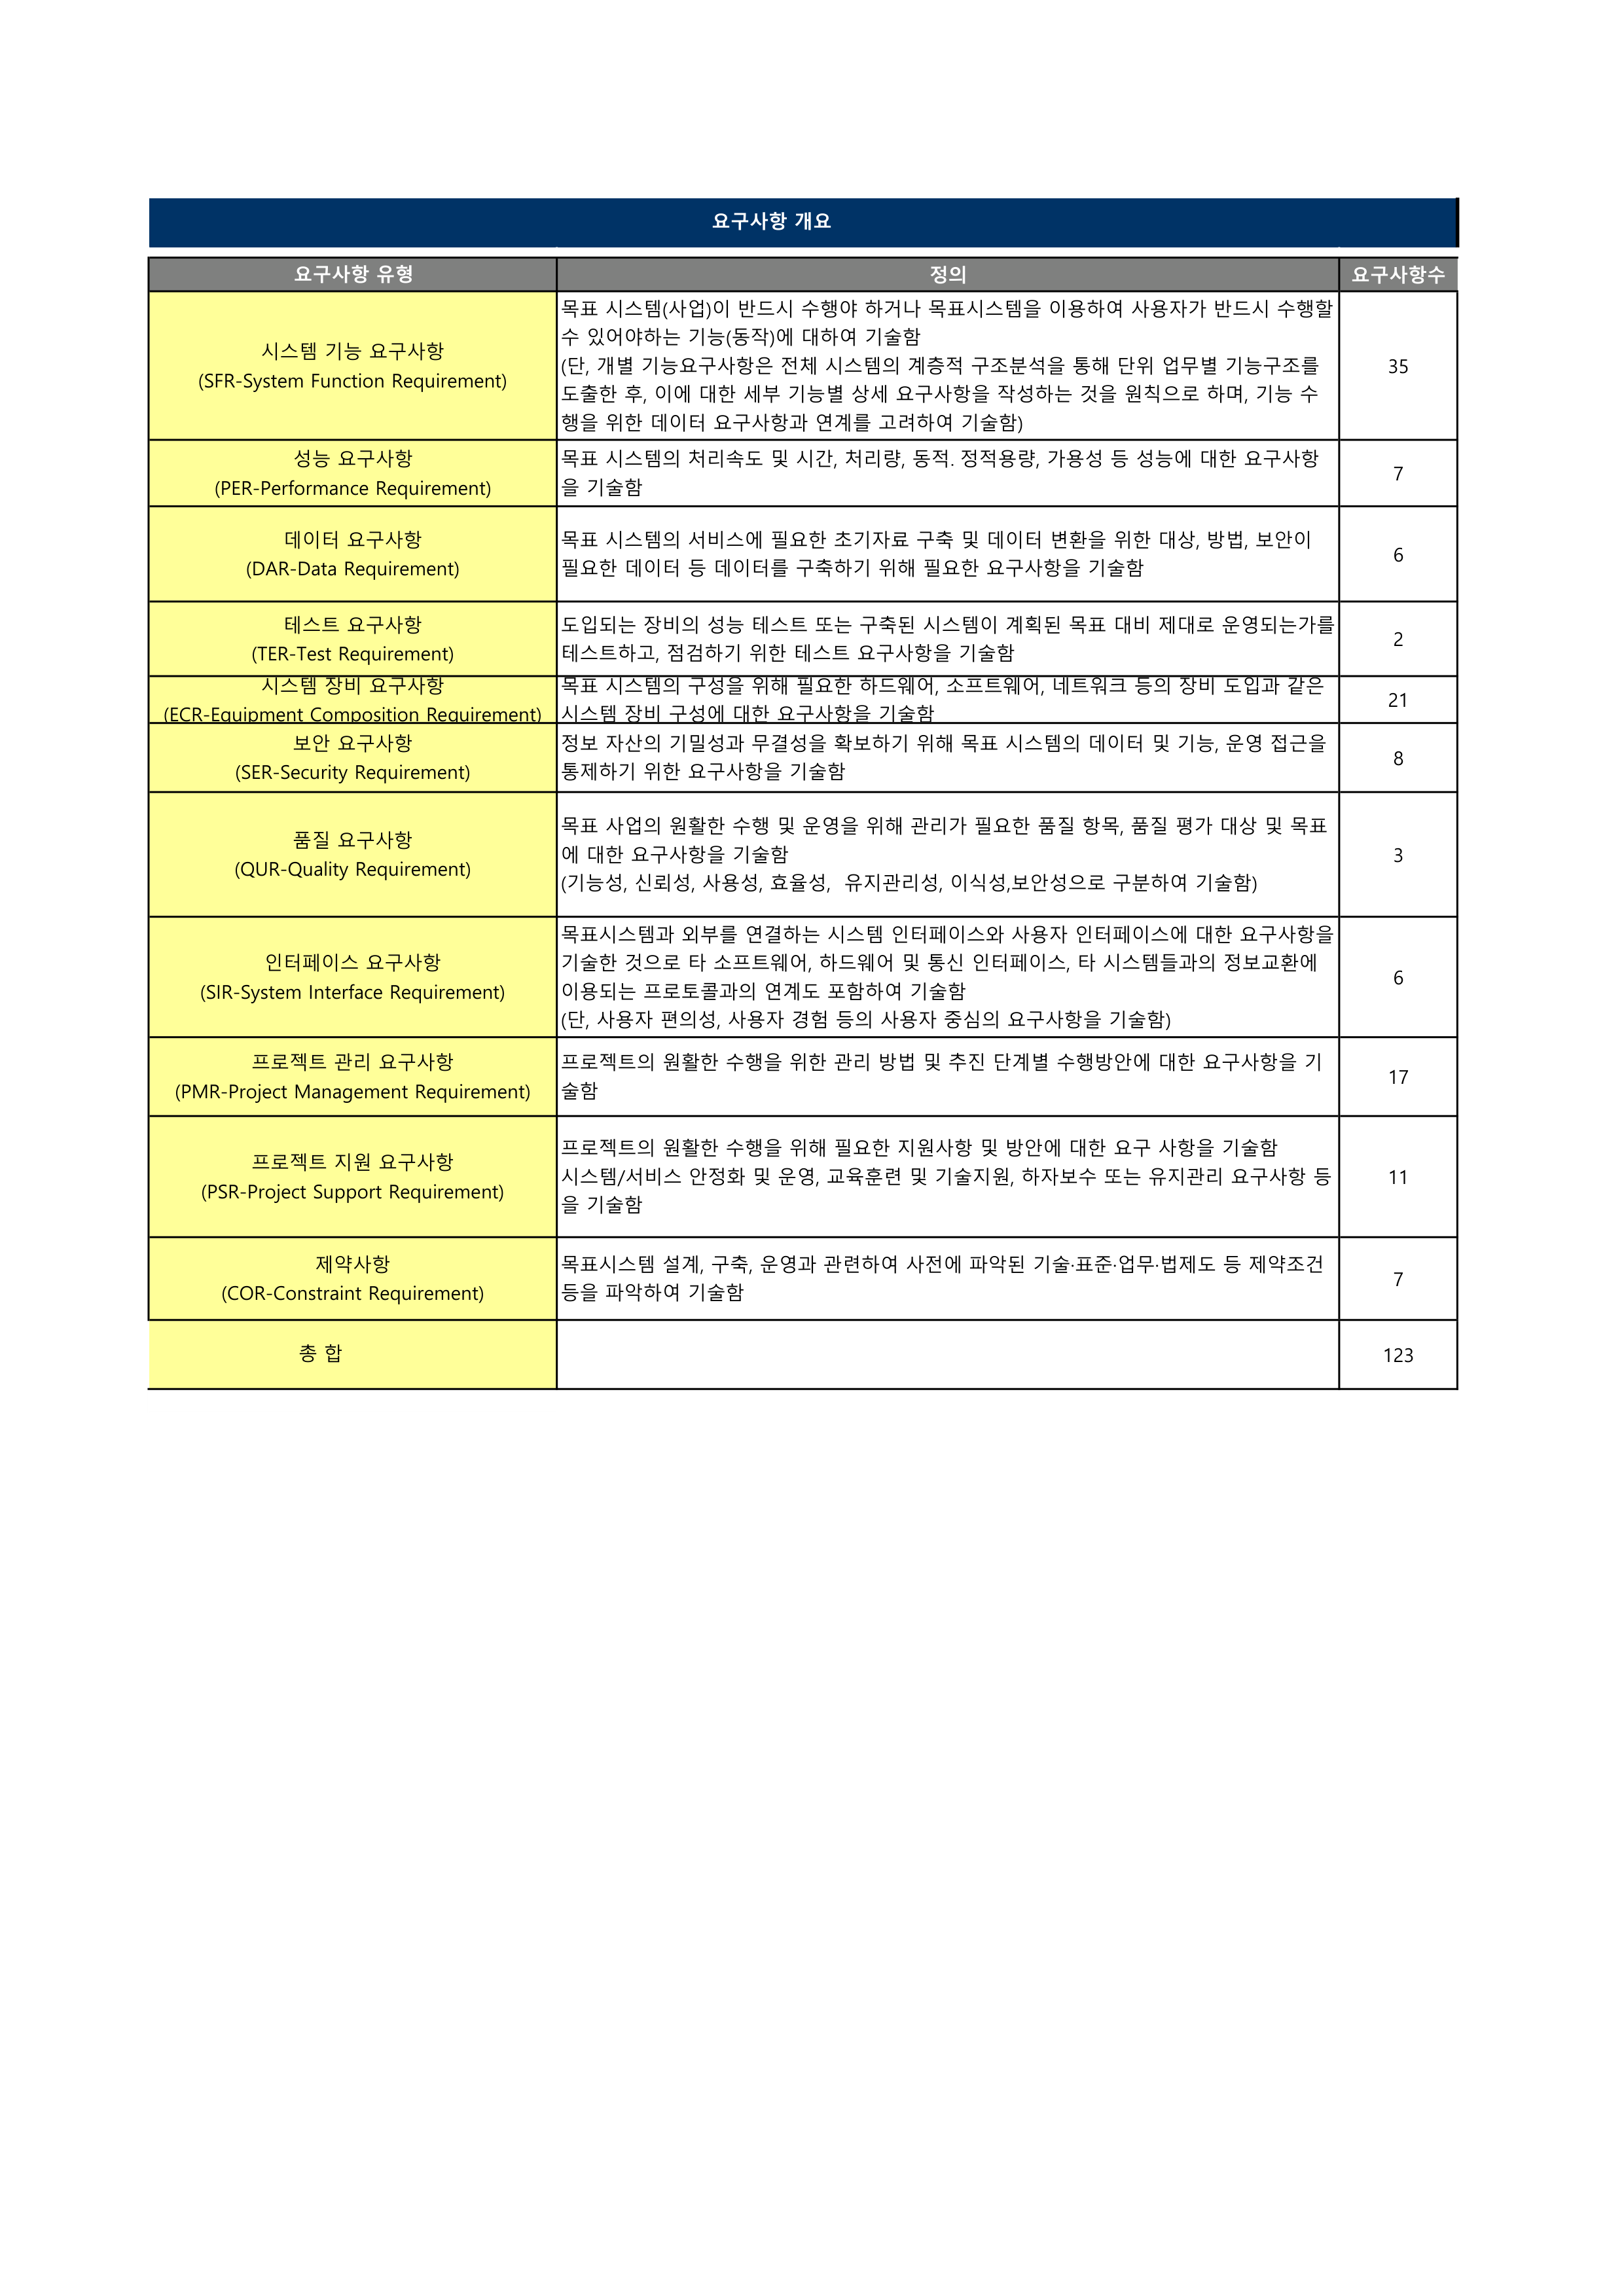 요구사항 개요
요구사항 유형 정의 요구사항수
시스템 기능 요구사항
(SFR-System Function Requirement)
목표 시스템(사업)이 반드시 수행야 하거나 목표시스템을 이용하여 사용자가 반드시 수행할
수 있어야하는 기능(동작)에 대하여 기술함
(단, 개별 기능요구사항은 전체 시스템의 계층적 구조분석을 통해 단위 업무별 기능구조를
도출한 후, 이에 대한 세부 기능별 상세 요구사항을 작성하는 것을 원칙으로 하며, 기능 수
행을 위한 데이터 요구사항과 연계를 고려하여 기술함)
35
성능 요구사항
(PER-Performance Requirement)
목표 시스템의 처리속도 및 시간, 처리량, 동적. 정적용량, 가용성 등 성능에 대한 요구사항
을 기술함
7
데이터 요구사항
(DAR-Data Requirement)
목표 시스템의 서비스에 필요한 초기자료 구축 및 데이터 변환을 위한 대상, 방법, 보안이
필요한 데이터 등 데이터를 구축하기 위해 필요한 요구사항을 기술함
6
테스트 요구사항
(TER-Test Requirement)
도입되는 장비의 성능 테스트 또는 구축된 시스템이 계획된 목표 대비 제대로 운영되는가를
테스트하고, 점검하기 위한 테스트 요구사항을 기술함
2
시스템 장비 요구사항
(ECR-Equipment Composition Requirement)
목표 시스템의 구성을 위해 필요한 하드웨어, 소프트웨어, 네트워크 등의 장비 도입과 같은
시스템 장비 구성에 대한 요구사항을 기술함
21
보안 요구사항
(SER-Security Requirement)
정보 자산의 기밀성과 무결성을 확보하기 위해 목표 시스템의 데이터 및 기능, 운영 접근을
통제하기 위한 요구사항을 기술함
8
품질 요구사항
(QUR-Quality Requirement)
목표 사업의 원활한 수행 및 운영을 위해 관리가 필요한 품질 항목, 품질 평가 대상 및 목표
에 대한 요구사항을 기술함
(기능성, 신뢰성, 사용성, 효율성,  유지관리성, 이식성,보안성으로 구분하여 기술함)
3
인터페이스 요구사항
(SIR-System Interface Requirement)
목표시스템과 외부를 연결하는 시스템 인터페이스와 사용자 인터페이스에 대한 요구사항을
기술한 것으로 타 소프트웨어, 하드웨어 및 통신 인터페이스, 타 시스템들과의 정보교환에
이용되는 프로토콜과의 연계도 포함하여 기술함
(단, 사용자 편의성, 사용자 경험 등의 사용자 중심의 요구사항을 기술함)
6
프로젝트 관리 요구사항
(PMR-Project Management Requirement)
프로젝트의 원활한 수행을 위한 관리 방법 및 추진 단계별 수행방안에 대한 요구사항을 기
술함
17
프로젝트 지원 요구사항
(PSR-Project Support Requirement)
프로젝트의 원활한 수행을 위해 필요한 지원사항 및 방안에 대한 요구 사항을 기술함
시스템/서비스 안정화 및 운영, 교육훈련 및 기술지원, 하자보수 또는 유지관리 요구사항 등
을 기술함
11
제약사항
(COR-Constraint Requirement)
목표시스템 설계, 구축, 운영과 관련하여 사전에 파악된 기술·표준·업무·법제도 등 제약조건
등을 파악하여 기술함
7
총 합
123